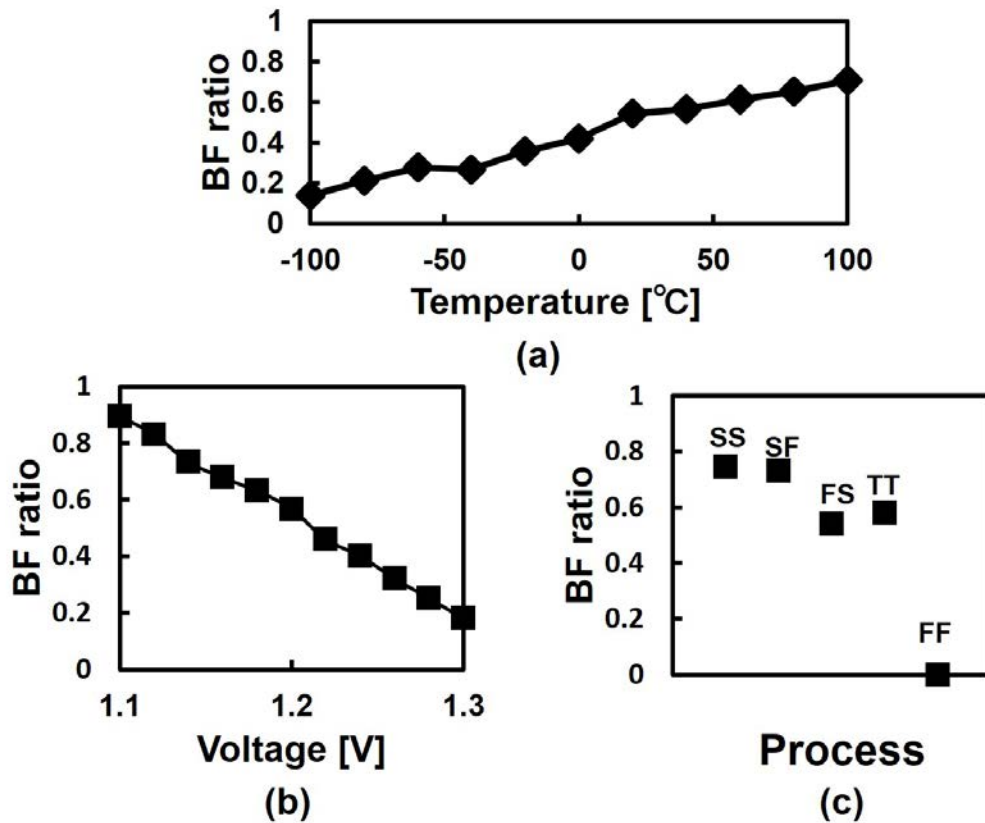 1
0.8
0.6
0.4
0.2
0
BF ratio
-100 -50 0 50 100
Temperature [℃]
(a)
1
0.8
0.6
0.4
0.2
0
BF ratio
1.1 1.2 1.3
Voltage [V]
(b)
1
0.8
0.6
0.4
0.2
0
BF ratio
SS SF FS TT FF
Process
(c)